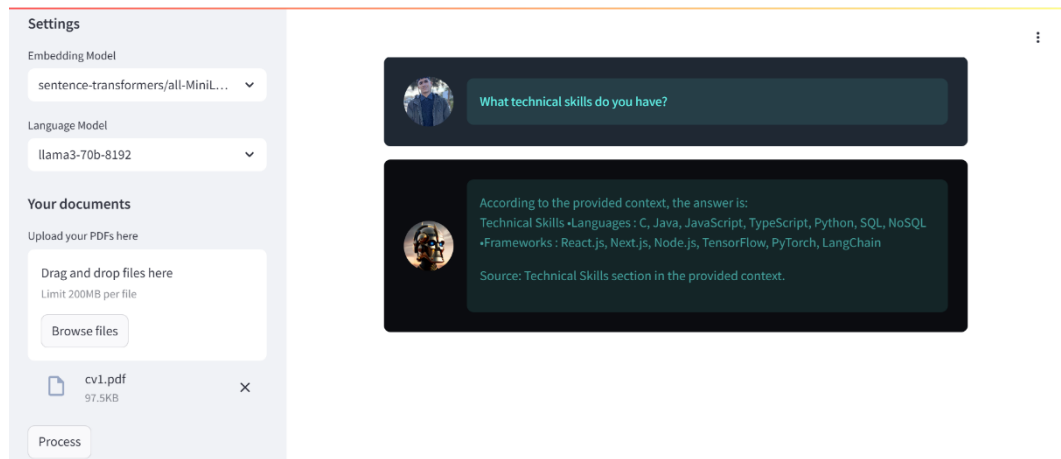 Settings
Embedding Model
sentence-transformers/all-MiniL...
Language Model
llama3-70b-8192
Your documents
Upload your PDFs here
Drag and drop files here
Limit 200MB per file
Browse files
cv1.pdf
97.5KB
Process
What technical skills do you have?
According to the provided context, the answer is:
Technical Skills •Languages : C, Java, JavaScript, TypeScript, Python, SQL, NoSQL
•Frameworks : React.js, Next.js, Node.js, TensorFlow, PyTorch, LangChain
Source: Technical Skills section in the provided context.